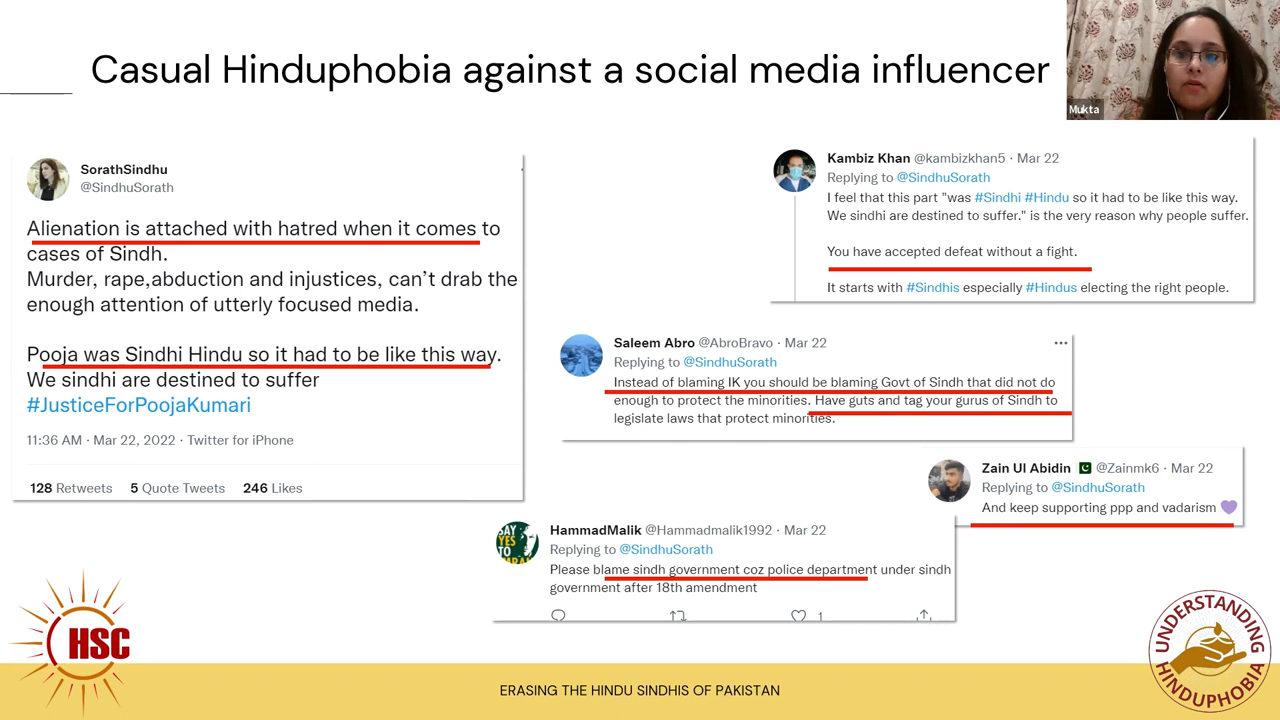 Casual Hinduphobia against a social media influencer
Mukta
SorathSindhu
@SindhuSorath
Alienation is attached with hatred when it comes to
cases of Sindh.
Murder, rape,abduction and injustices, can't drab the
enough attention of utterly focused media.
Pooja was Sindhi Hindu so it had to be like this way.
We sindhi are destined to suffer
#JusticeForPoojaKumari
11:36 AM · Mar 22, 2022 · Twitter for iPhone
128 Retweets 5 Quote Tweets 246 Likes
Kambiz Khan @kambizkhan5 · Mar 22
Replying to @SindhuSorath
I feel that this part "was #Sindhi #Hindu so it had to be like this way.
We sindhi are destined to suffer." is the very reason why people suffer.
You have accepted defeat without a fight.
It starts with #Sindhis especially #Hindus electing the right people.
Saleem Abro @AbroBravo · Mar 22
Replying to @SindhuSorath
Instead of blaming IK you should be blaming Govt of Sindh that did not do
enough to protect the minorities. Have guts and tag your gurus of Sindh to
legislate laws that protect minorities.
Zain Ul Abidin @Zainmk6 · Mar 22
Replying to @SindhuSorath
And keep supporting ppp and vadarism 💜
HammadMalik @Hammadmalik1992 · Mar 22
Replying to @SindhuSorath
Please blame sindh government coz police department under sindh
government after 18th amendment
1
SAY
YES
TO
HSC
ERASING THE HINDU SINDHIS OF PAKISTAN
UNDERSTANDING
HINDUPHOBIA